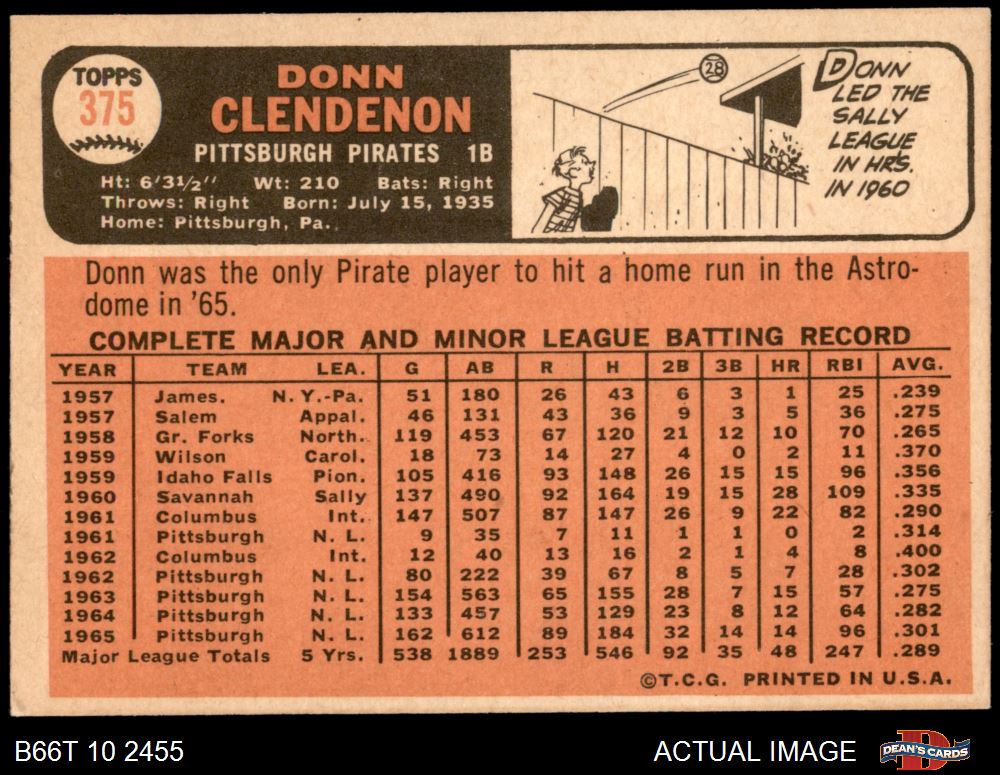 TOPPS
375
DONN
CLENDENON
PITTSBURGH PIRATES 1B
Ht: 6'3½" Wt: 210 Bats: Right
Throws: Right Born: July 15, 1935
Home: Pittsburgh, Pa.
28
DONN
LED THE
SALLY
LEAGUE
IN HRS.
IN 1960
Donn was the only Pirate player to hit a home run in the Astro-
dome in '65.
COMPLETE MAJOR AND MINOR LEAGUE BATTING RECORD
YEAR TEAM LEA. G AB R H 2B 3B HR RBI AVG.
1957 James. N.Y.-Pa. 51 180 26 43 6 3 1 25 .239
1957 Salem Appal. 46 131 43 36 9 3 5 36 .275
1958 Gr. Forks North. 119 453 67 120 21 12 10 70 .265
1959 Wilson Carol. 18 73 14 27 4 0 2 11 .370
1959 Idaho Falls Pion. 105 416 93 148 26 15 15 96 .356
1960 Savannah Sally 137 490 92 164 19 15 28 109 .335
1961 Columbus Int. 147 507 87 147 26 9 22 82 .290
1961 Pittsburgh N. L. 9 35 7 11 1 1 0 2 .314
1962 Columbus Int. 12 40 13 16 2 1 4 8 .400
1962 Pittsburgh N. L. 80 222 39 67 8 5 7 28 .302
1963 Pittsburgh N. L. 154 563 65 155 28 7 15 57 .275
1964 Pittsburgh N. L. 133 457 53 129 23 8 12 64 .282
1965 Pittsburgh N. L. 162 612 89 184 32 14 14 96 .301
Major League Totals 5 Yrs. 538 1889 253 546 92 35 48 247 .289
©T.C.G. PRINTED IN U.S.A.
B66T 10 2455
ACTUAL IMAGE
D
DEAN'S CARDS